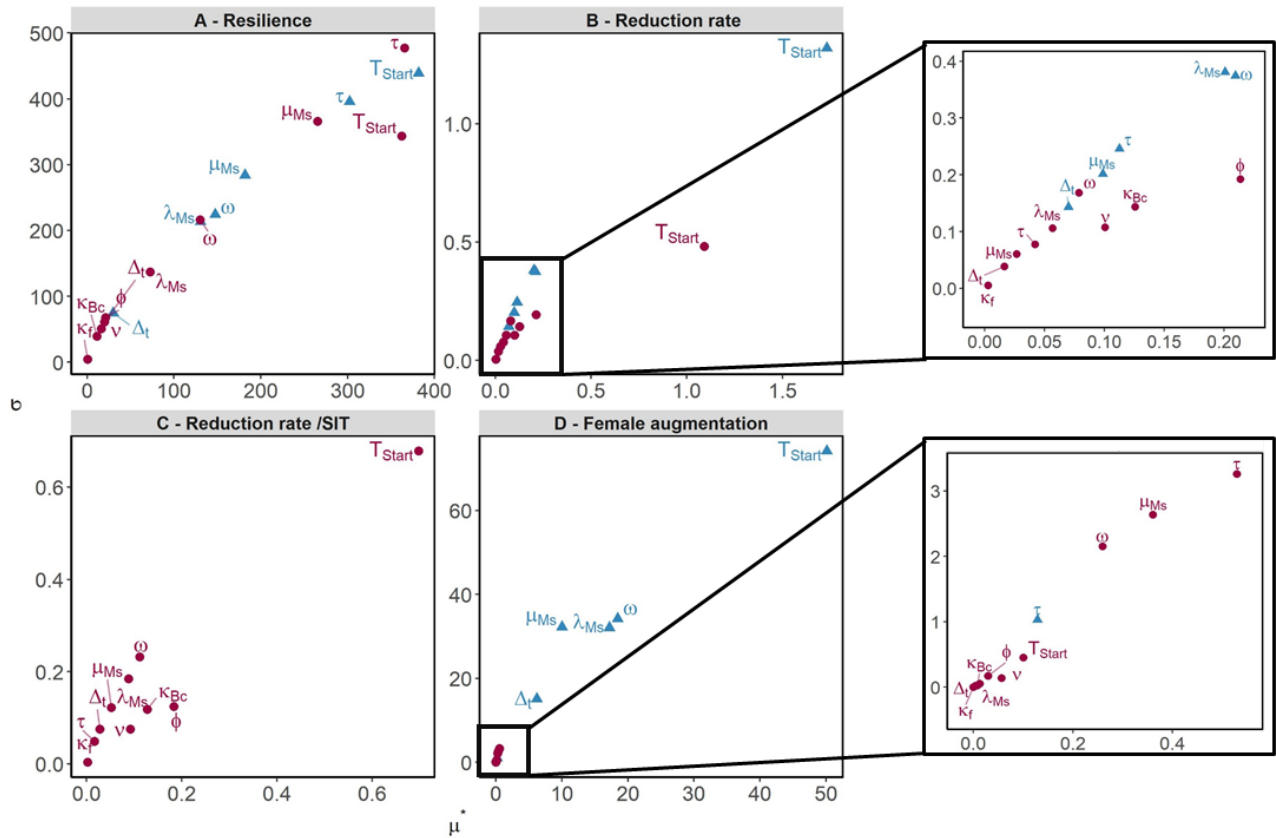 A - Resilience
B - Reduction rate
500
400
300
200
100
0
0
100
200
300
400
τ
T_Start
τ
μ_Ms
T_Start
μ_Ms
λ_Ms
ω
ω
Δ_t
λ_Ms
κ_Bc
ϕ
κ_f
ν
Δ_t
1.0
0.5
0.0
0.0
0.5
1.0
1.5
T_Start
T_Start
0.4
0.3
0.2
0.1
0.0
0.00
0.05
0.10
0.15
0.20
λ_Ms
ω
τ
μ_Ms
ϕ
Δ_t
ω
κ_Bc
λ_Ms
ν
τ
μ_Ms
Δ_t
κ_f
σ
C - Reduction rate /SIT
D - Female augmentation
0.6
0.4
0.2
0.0
0.0
0.2
0.4
0.6
T_Start
ω
μ_Ms
Δ_t
λ_Ms
κ_Bc
τ
ν
ϕ
κ_f
60
40
20
0
0
10
20
30
40
50
T_Start
μ_Ms
λ_Ms
ω
Δ_t
3
2
1
0
0.0
0.2
0.4
τ
μ_Ms
ω
τ
κ_Bc
ϕ
T_Start
Δ_t
ν
κ_f
λ_Ms
μ*